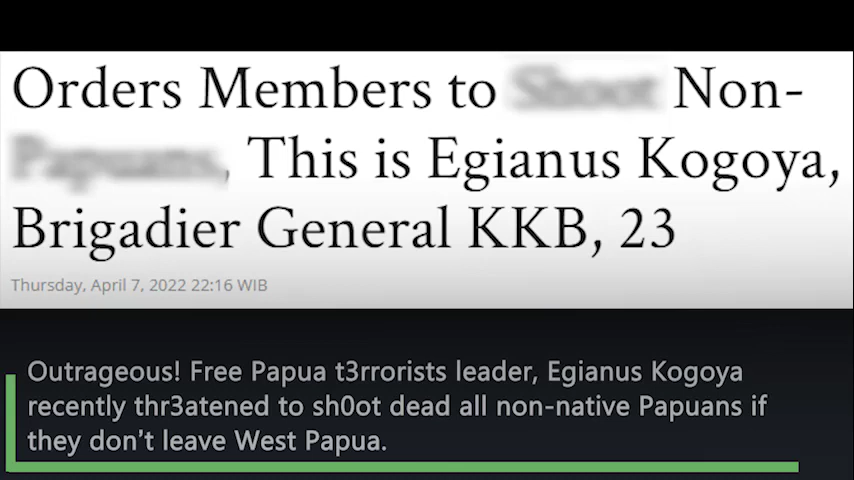 Orders Members to Non-
, This is Egianus Kogoya,
Brigadier General KKB, 23
Thursday, April 7, 2022 22:16 WIB
Outrageous! Free Papua t3rrorists leader, Egianus Kogoya
recently thr3atened to sh0ot dead all non-native Papuans if
they don't leave West Papua.